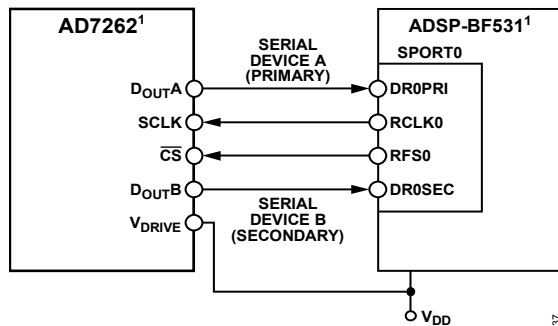 AD7262¹
ADSP-BF531¹
SERIAL
DEVICE A
(PRIMARY)
SPORT0
DOUTA
DR0PRI
SCLK
RCLK0
CS
RFS0
DOUTB
DR0SEC
SERIAL
DEVICE B
(SECONDARY)
VDRIVE
VDD